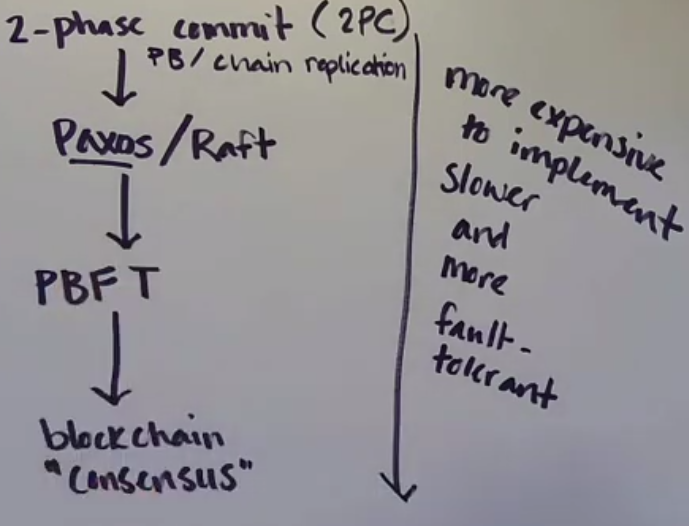 2-phase commit (2PC)
PB/chain replication
Paxos/Raft
PBFT
blockchain
"consensus"
more expensive
to implement
slower
and
more
fault-
tolerant